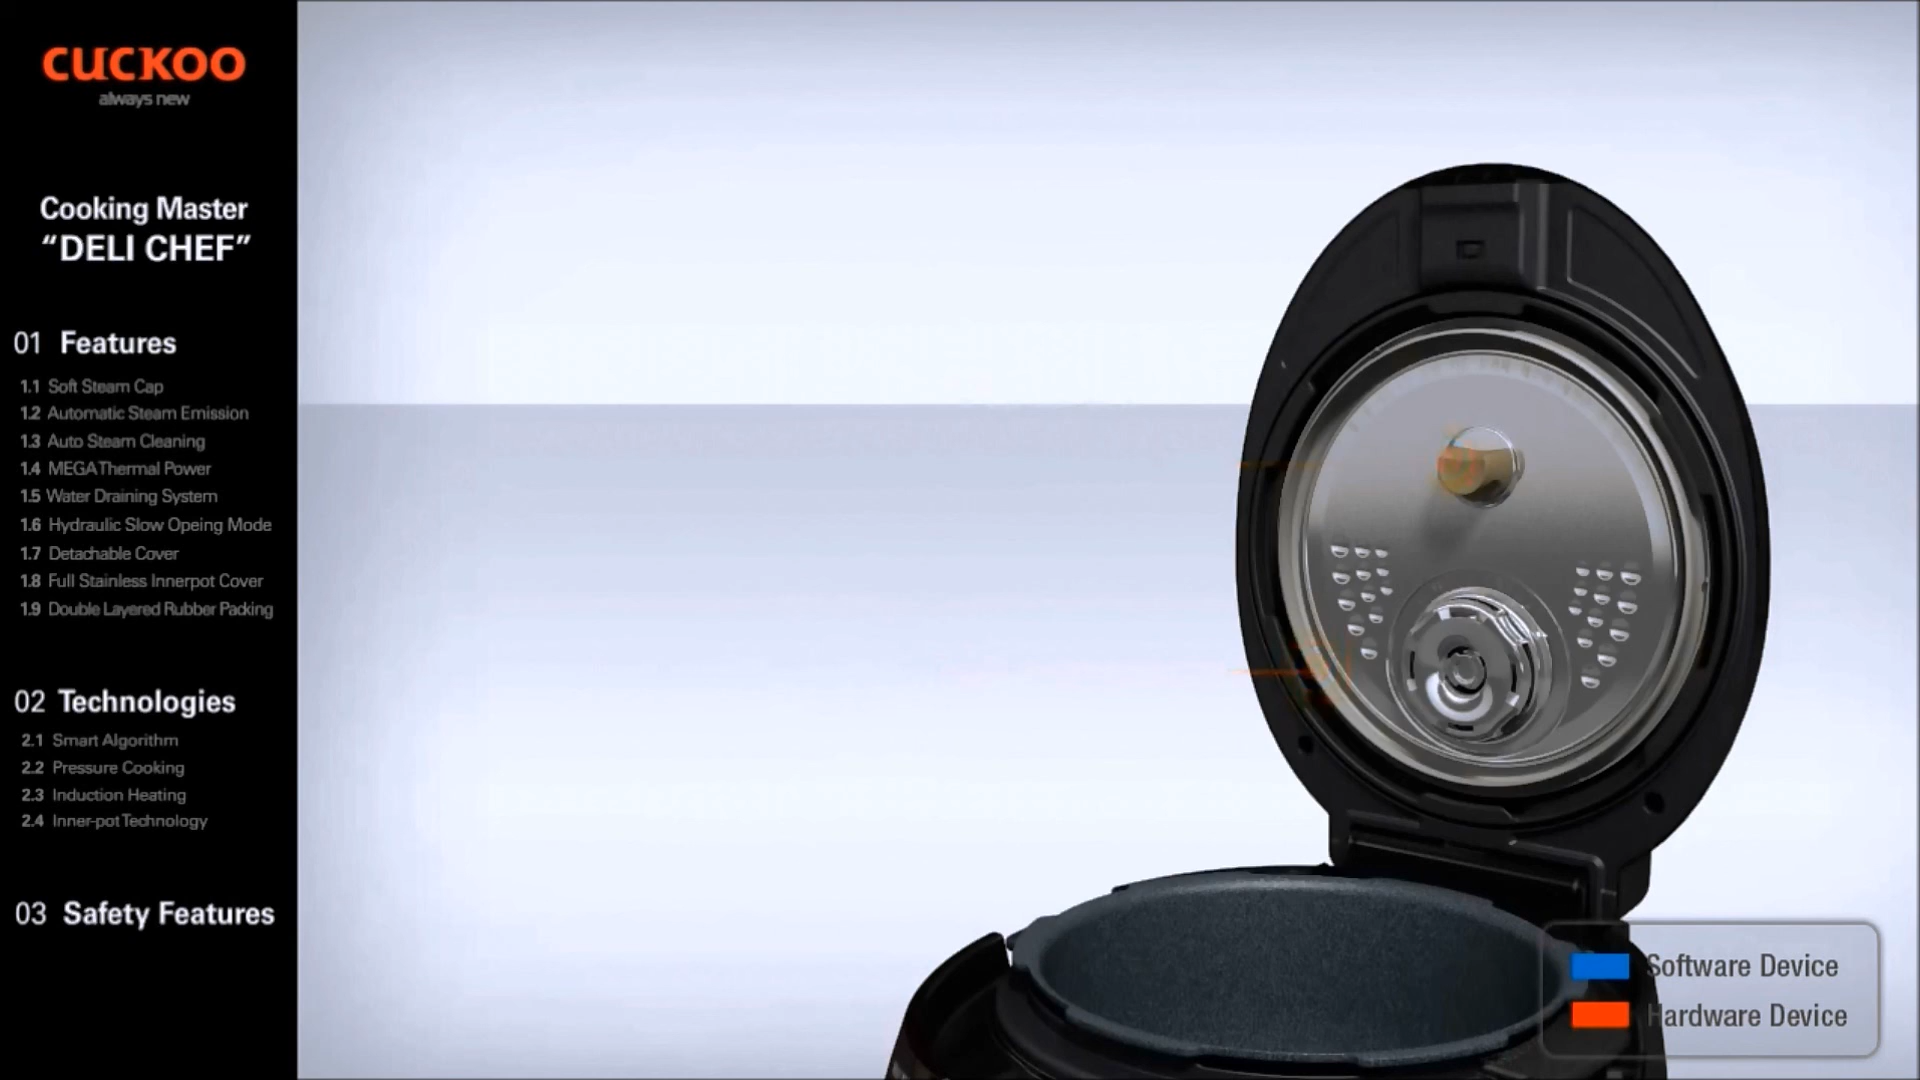 CUCKOO
always new
Cooking Master
“DELI CHEF”
01 Features
1.1 Soft Steam Cap
1.2 Automatic Steam Emission
1.3 Auto Steam Cleaning
1.4 MEGA Thermal Power
1.5 Water Draining System
1.6 Hydraulic Slow Opeing Mode
1.7 Detachable Cover
1.8 Full Stainless Innerpot Cover
1.9 Double Layered Rubber Packing
02 Technologies
2.1 Smart Algorithm
2.2 Pressure Cooking
2.3 Induction Heating
2.4 Inner-pot Technology
03 Safety Features
Software Device
Hardware Device